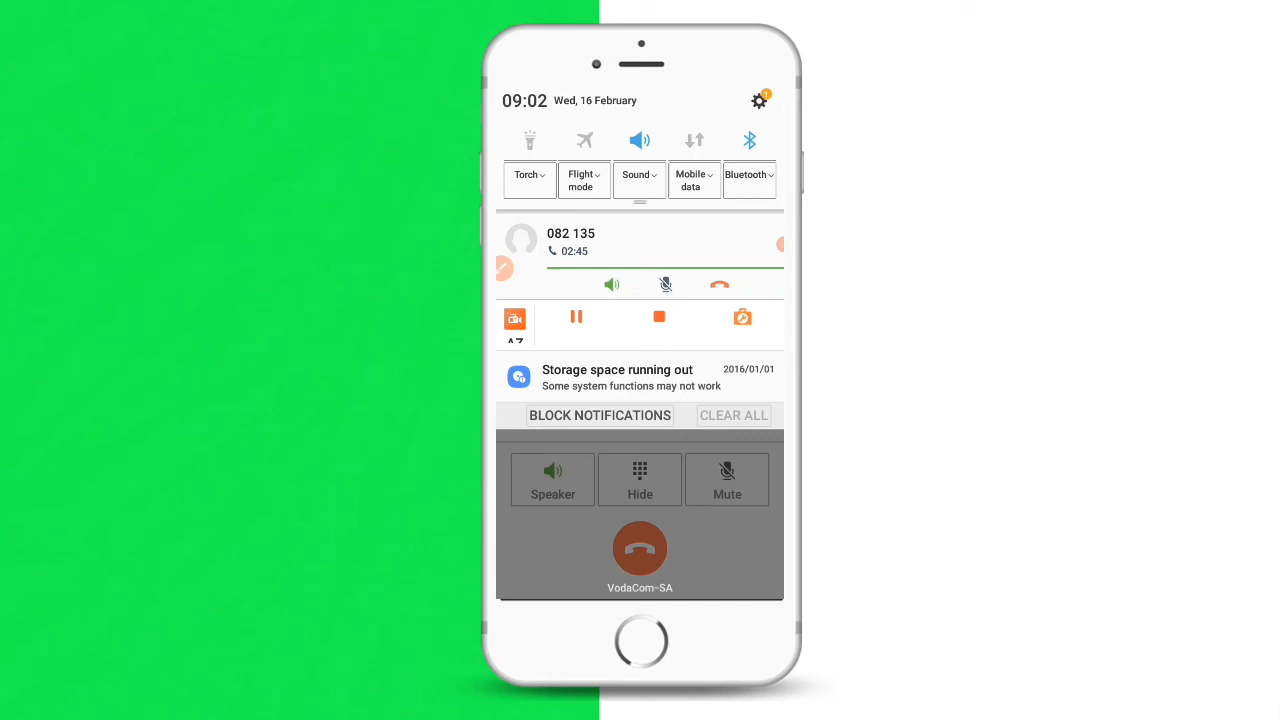 09:02 Wed, 16 February
1
Torch
Flight
mode
Sound
Mobile
data
Bluetooth
082 135
02:45
Storage space running out 2016/01/01
Some system functions may not work
BLOCK NOTIFICATIONS CLEAR ALL
Speaker Hide Mute
VodaCom-SA